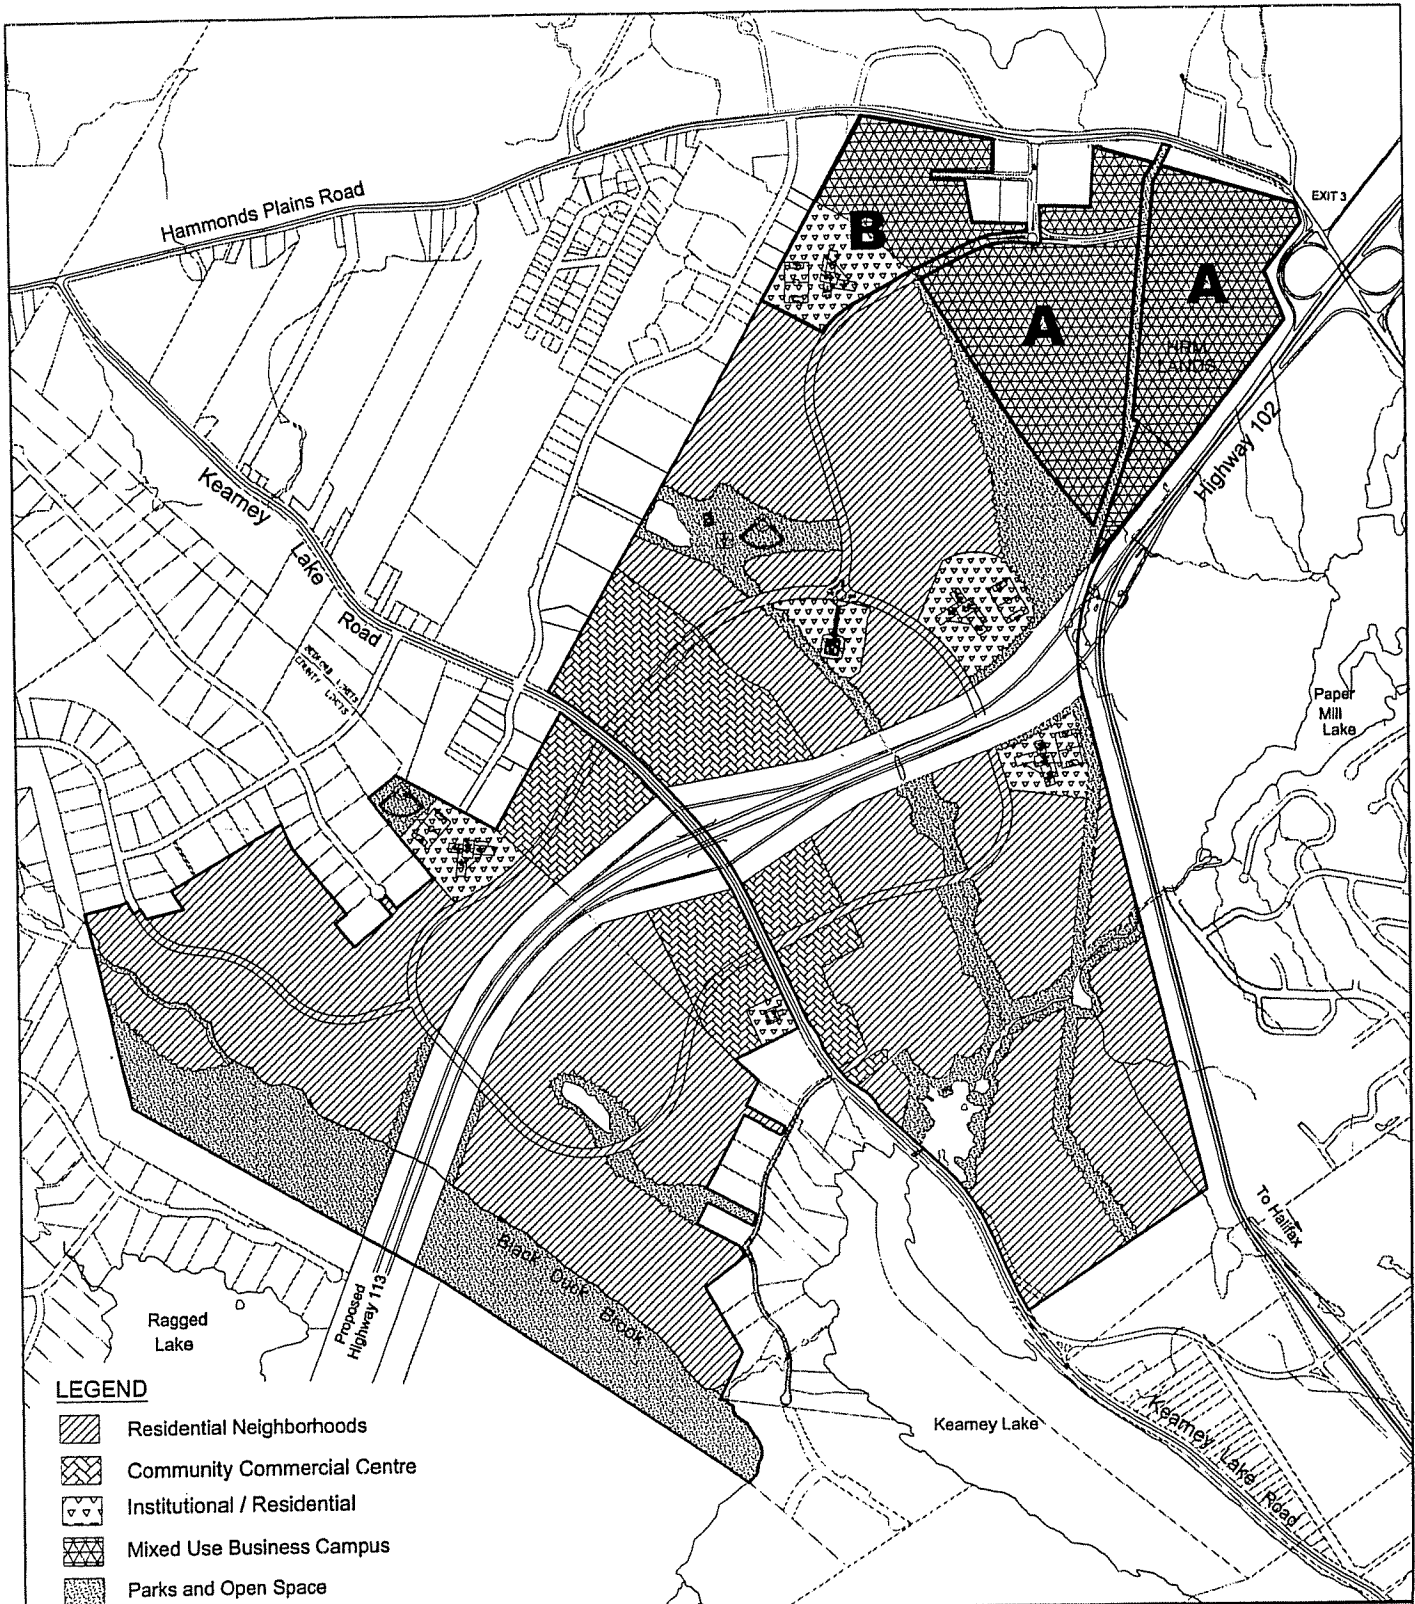 Hammonds Plains Road
EXIT 3
B
A
A
HRM
LANDS
Highway 102
Kearney
Lake
Road
Paper
Mill
Lake
To Halifax
Black Duck Brook
Proposed
Highway 113
Ragged
Lake
Kearney Lake
Kearney Lake Road
LEGEND
Residential Neighborhoods
Community Commercial Centre
Institutional / Residential
Mixed Use Business Campus
Parks and Open Space